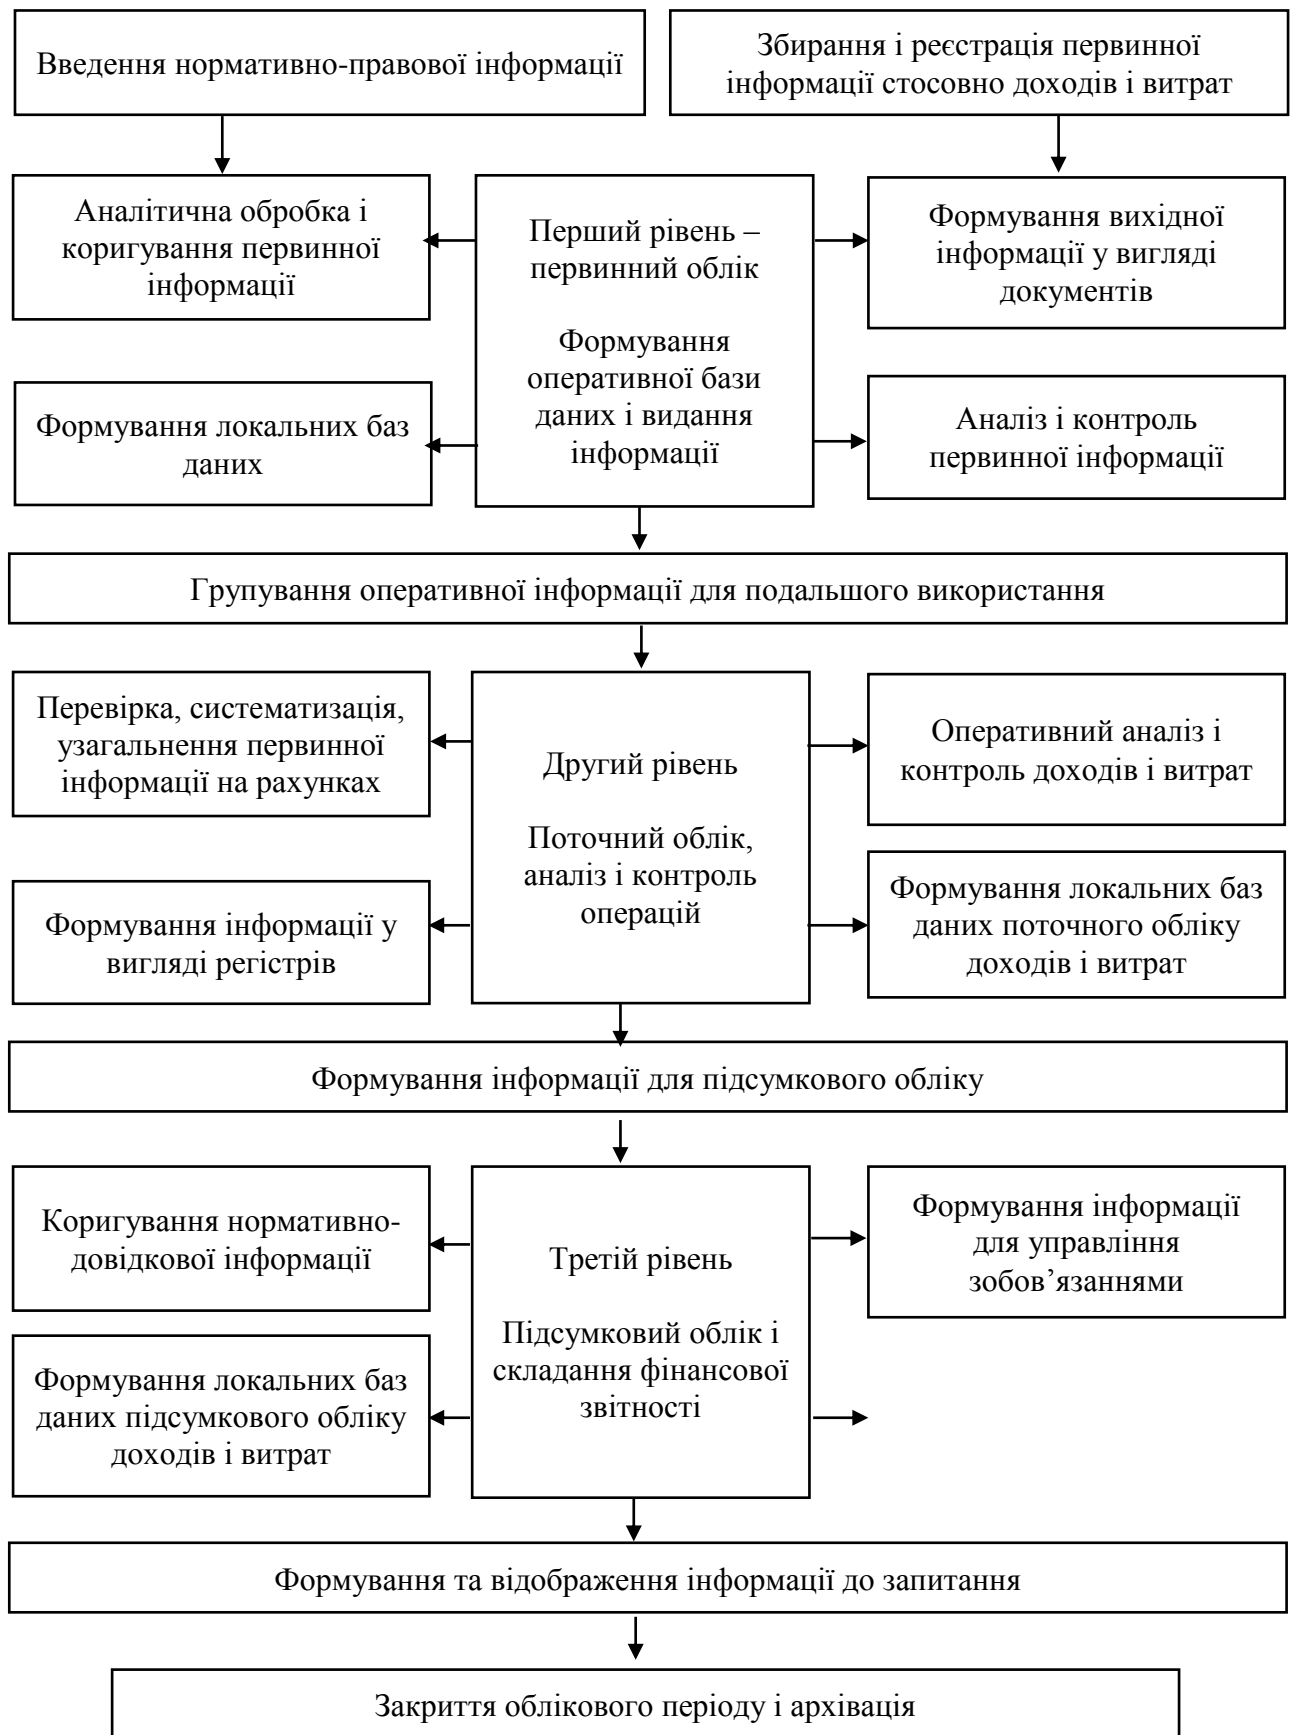 Введення нормативно-правової інформації
Збирання і реєстрація первинної
інформації стосовно доходів і витрат
Аналітична обробка і
коригування первинної
інформації
Перший рівень –
первинний облік
Формування
оперативної бази
даних і видання
інформації
Формування вихідної
інформації у вигляді
документів
Формування локальних баз
даних
Аналіз і контроль
первинної інформації
Групування оперативної інформації для подальшого використання
Перевірка, систематизація,
узагальнення первинної
інформації на рахунках
Другий рівень
Поточний облік,
аналіз і контроль
операцій
Оперативний аналіз і
контроль доходів і витрат
Формування інформації у
вигляді регістрів
Формування локальних баз
даних поточного обліку
доходів і витрат
Формування інформації для підсумкового обліку
Коригування нормативно-
довідкової інформації
Третій рівень
Підсумковий облік і
складання фінансової
звітності
Формування інформації
для управління
зобов’язаннями
Формування локальних баз
даних підсумкового обліку
доходів і витрат
Формування та відображення інформації до запитання
Закриття облікового періоду і архівація